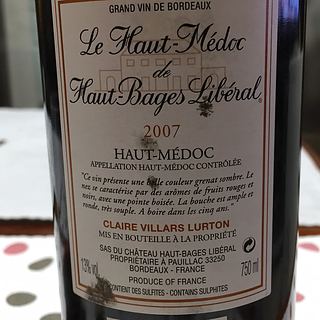 GRAND VIN DE BORDEAUX
Le Haut-Médoc
de
Haut-Bages Libéral
2007
HAUT-MÉDOC
APPELLATION HAUT-MÉDOC CONTRÔLÉE
"Ce vin présente une belle couleur grenat sombre. Le
nez se caractérise par des arômes de fruits rouges et
noirs, avec une pointe boisée. La bouche est ample et
ronde, très souple. A boire dans les cinq ans."
CLAIRE VILLARS LURTON
MIS EN BOUTEILLE À LA PROPRIÉTÉ
SAS DU CHÂTEAU HAUT-BAGES LIBÉRAL
PROPRIÉTAIRE À PAUILLAC 33250
BORDEAUX - FRANCE
13% vol
750 ml
PRODUCE OF FRANCE
CONTIENT DES SULFITES - CONTAINS SULPHITES